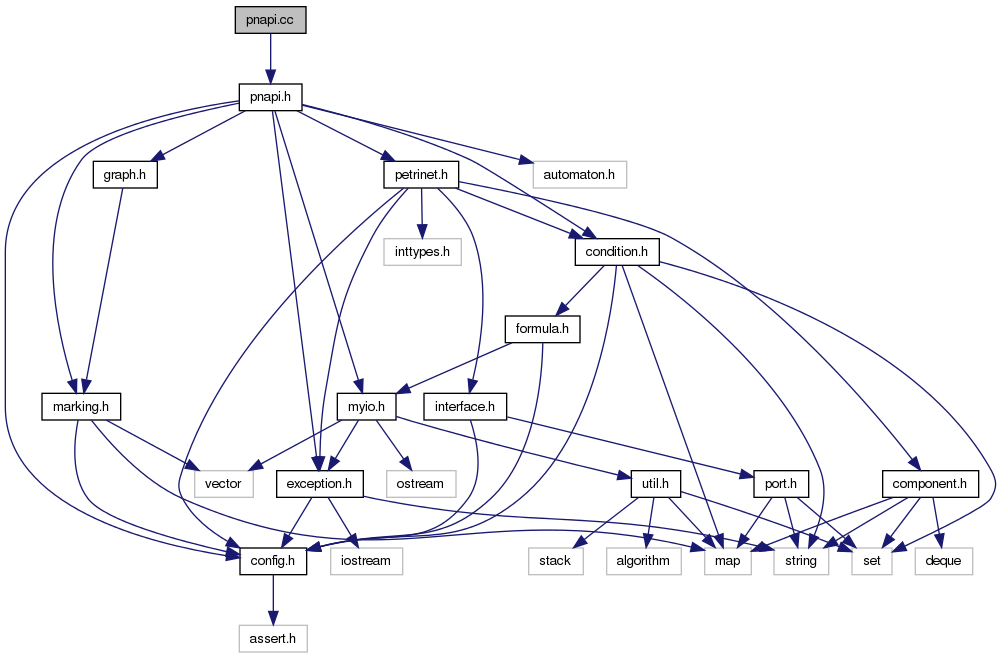 pnapi.cc
pnapi.h
graph.h
petrinet.h
automaton.h
inttypes.h
condition.h
formula.h
marking.h
myio.h
interface.h
vector
exception.h
ostream
util.h
port.h
component.h
config.h
iostream
stack
algorithm
map
string
set
deque
assert.h